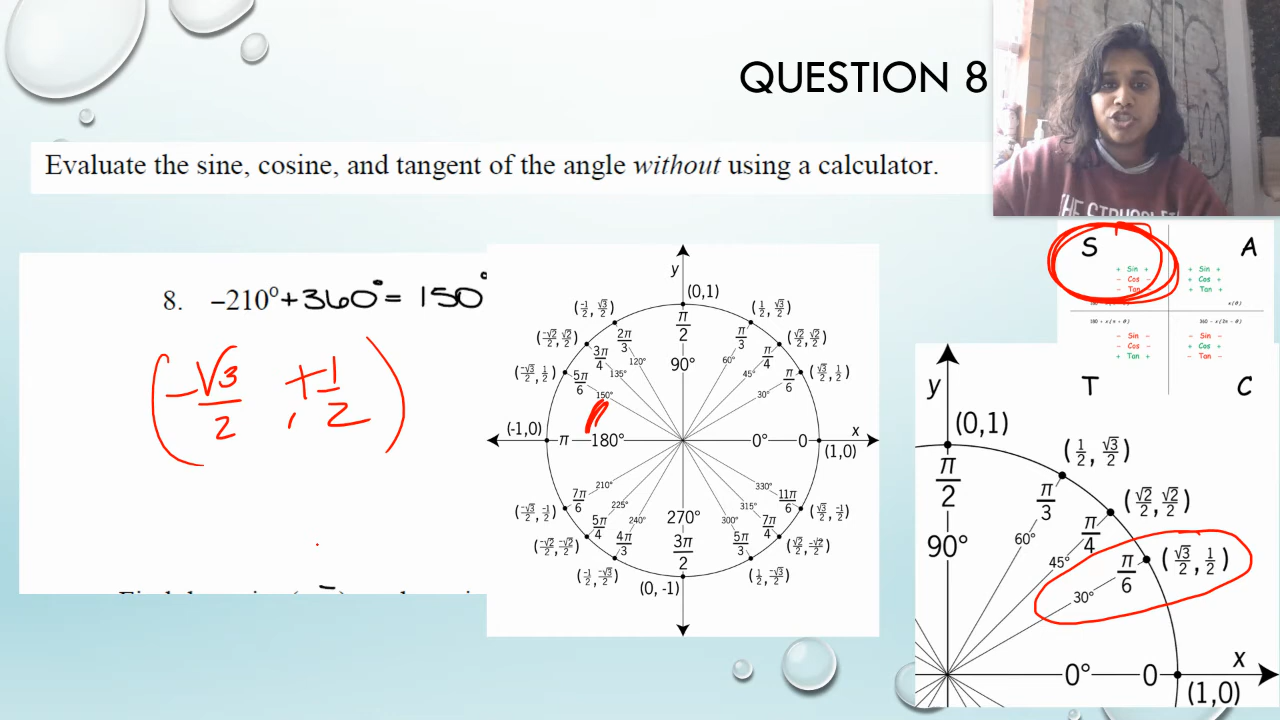 QUESTION 8
THE STRUGGLE
Evaluate the sine, cosine, and tangent of the angle without using a calculator.
8. −210° + 360° = 150°
(−√3/2, +1/2)
y
(0,1)
(-1/2, √3/2) 2π/3 120° π/2 90° 60° π/3 (1/2, √3/2)
(-√2/2, √2/2) 3π/4 135° 45° π/4 (√2/2, √2/2)
(-√3/2, 1/2) 5π/6 150° 30° π/6 (√3/2, 1/2)
(-1,0) π 180° 0° 0 x (1,0)
(-√3/2, -1/2) 7π/6 210° 330° 11π/6 (√3/2, -1/2)
(-√2/2, -√2/2) 5π/4 225° 315° 7π/4 (√2/2, -√2/2)
(-1/2, -√3/2) 4π/3 240° 270° 3π/2 300° 5π/3 (1/2, -√3/2)
(0, -1)
S A
+ Sin + + Sin +
- Cos - + Cos +
- Tan - + Tan +
x(θ)
180 + x(π + θ) 360 - x(2π - θ)
- Sin - - Sin -
- Cos - + Cos +
+ Tan + - Tan -
T C
y
(0,1)
π/2 90°
(1/2, √3/2) π/3 60°
(√2/2, √2/2) π/4 45°
(√3/2, 1/2) π/6 30°
0° 0 x
(1,0)